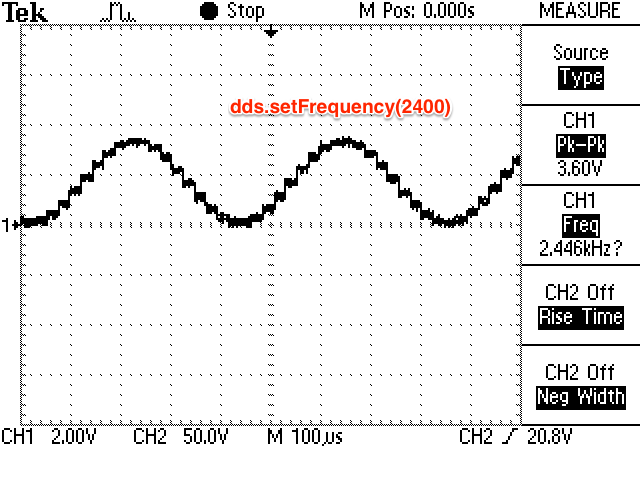 Tek Stop M Pos: 0.000s MEASURE
dds.setFrequency(2400)
1
Source
Type
CH1
Pk-Pk
3.60V
CH1
Freq
2.446kHz?
CH2 Off
Rise Time
CH2 Off
Neg Width
CH1 2.00V CH2 50.0V M 100µs CH2 20.8V